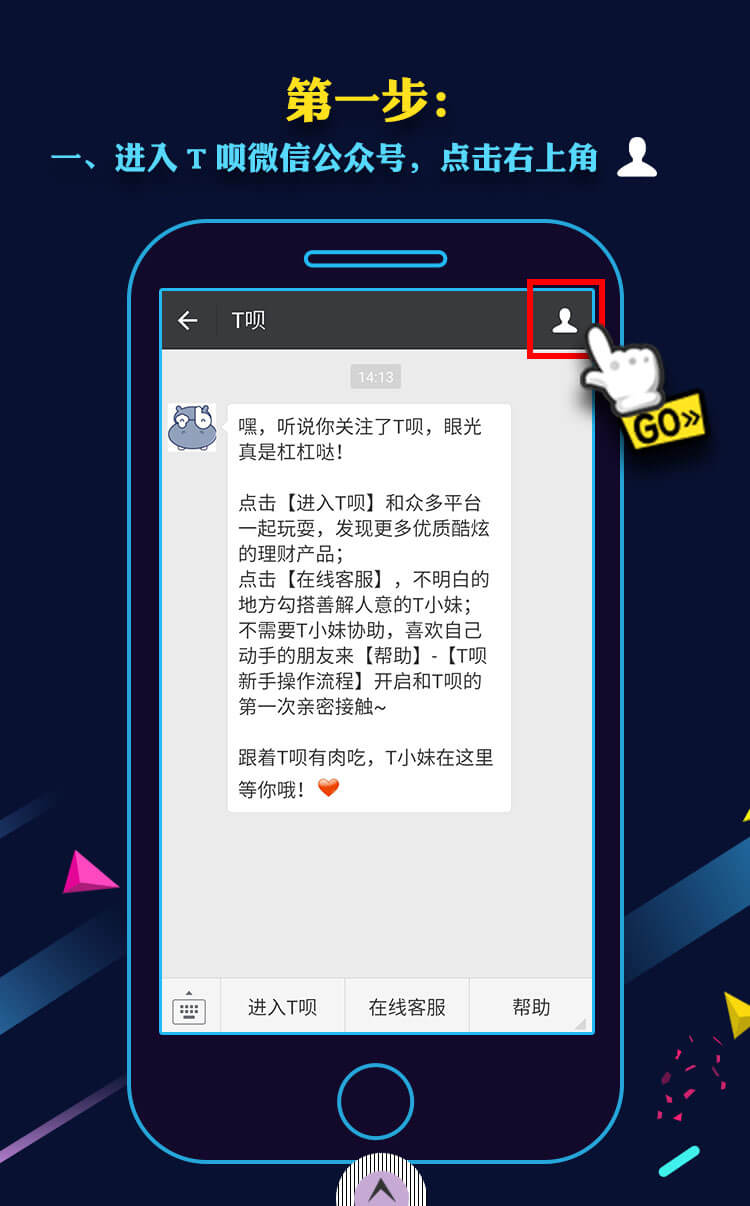 第一步：
一、进入 T 呗微信公众号，点击右上角
T呗
14:13
嘿，听说你关注了T呗，眼光
真是杠杠哒！
点击【进入T呗】和众多平台
一起玩耍，发现更多优质酷炫
的理财产品；
点击【在线客服】，不明白的
地方勾搭善解人意的T小妹；
不需要T小妹协助，喜欢自己
动手的朋友来【帮助】-【T呗
新手操作流程】开启和T呗的
第一次亲密接触~
跟着T呗有肉吃，T小妹在这里
等你哦！
GO»
进入T呗
在线客服
帮助